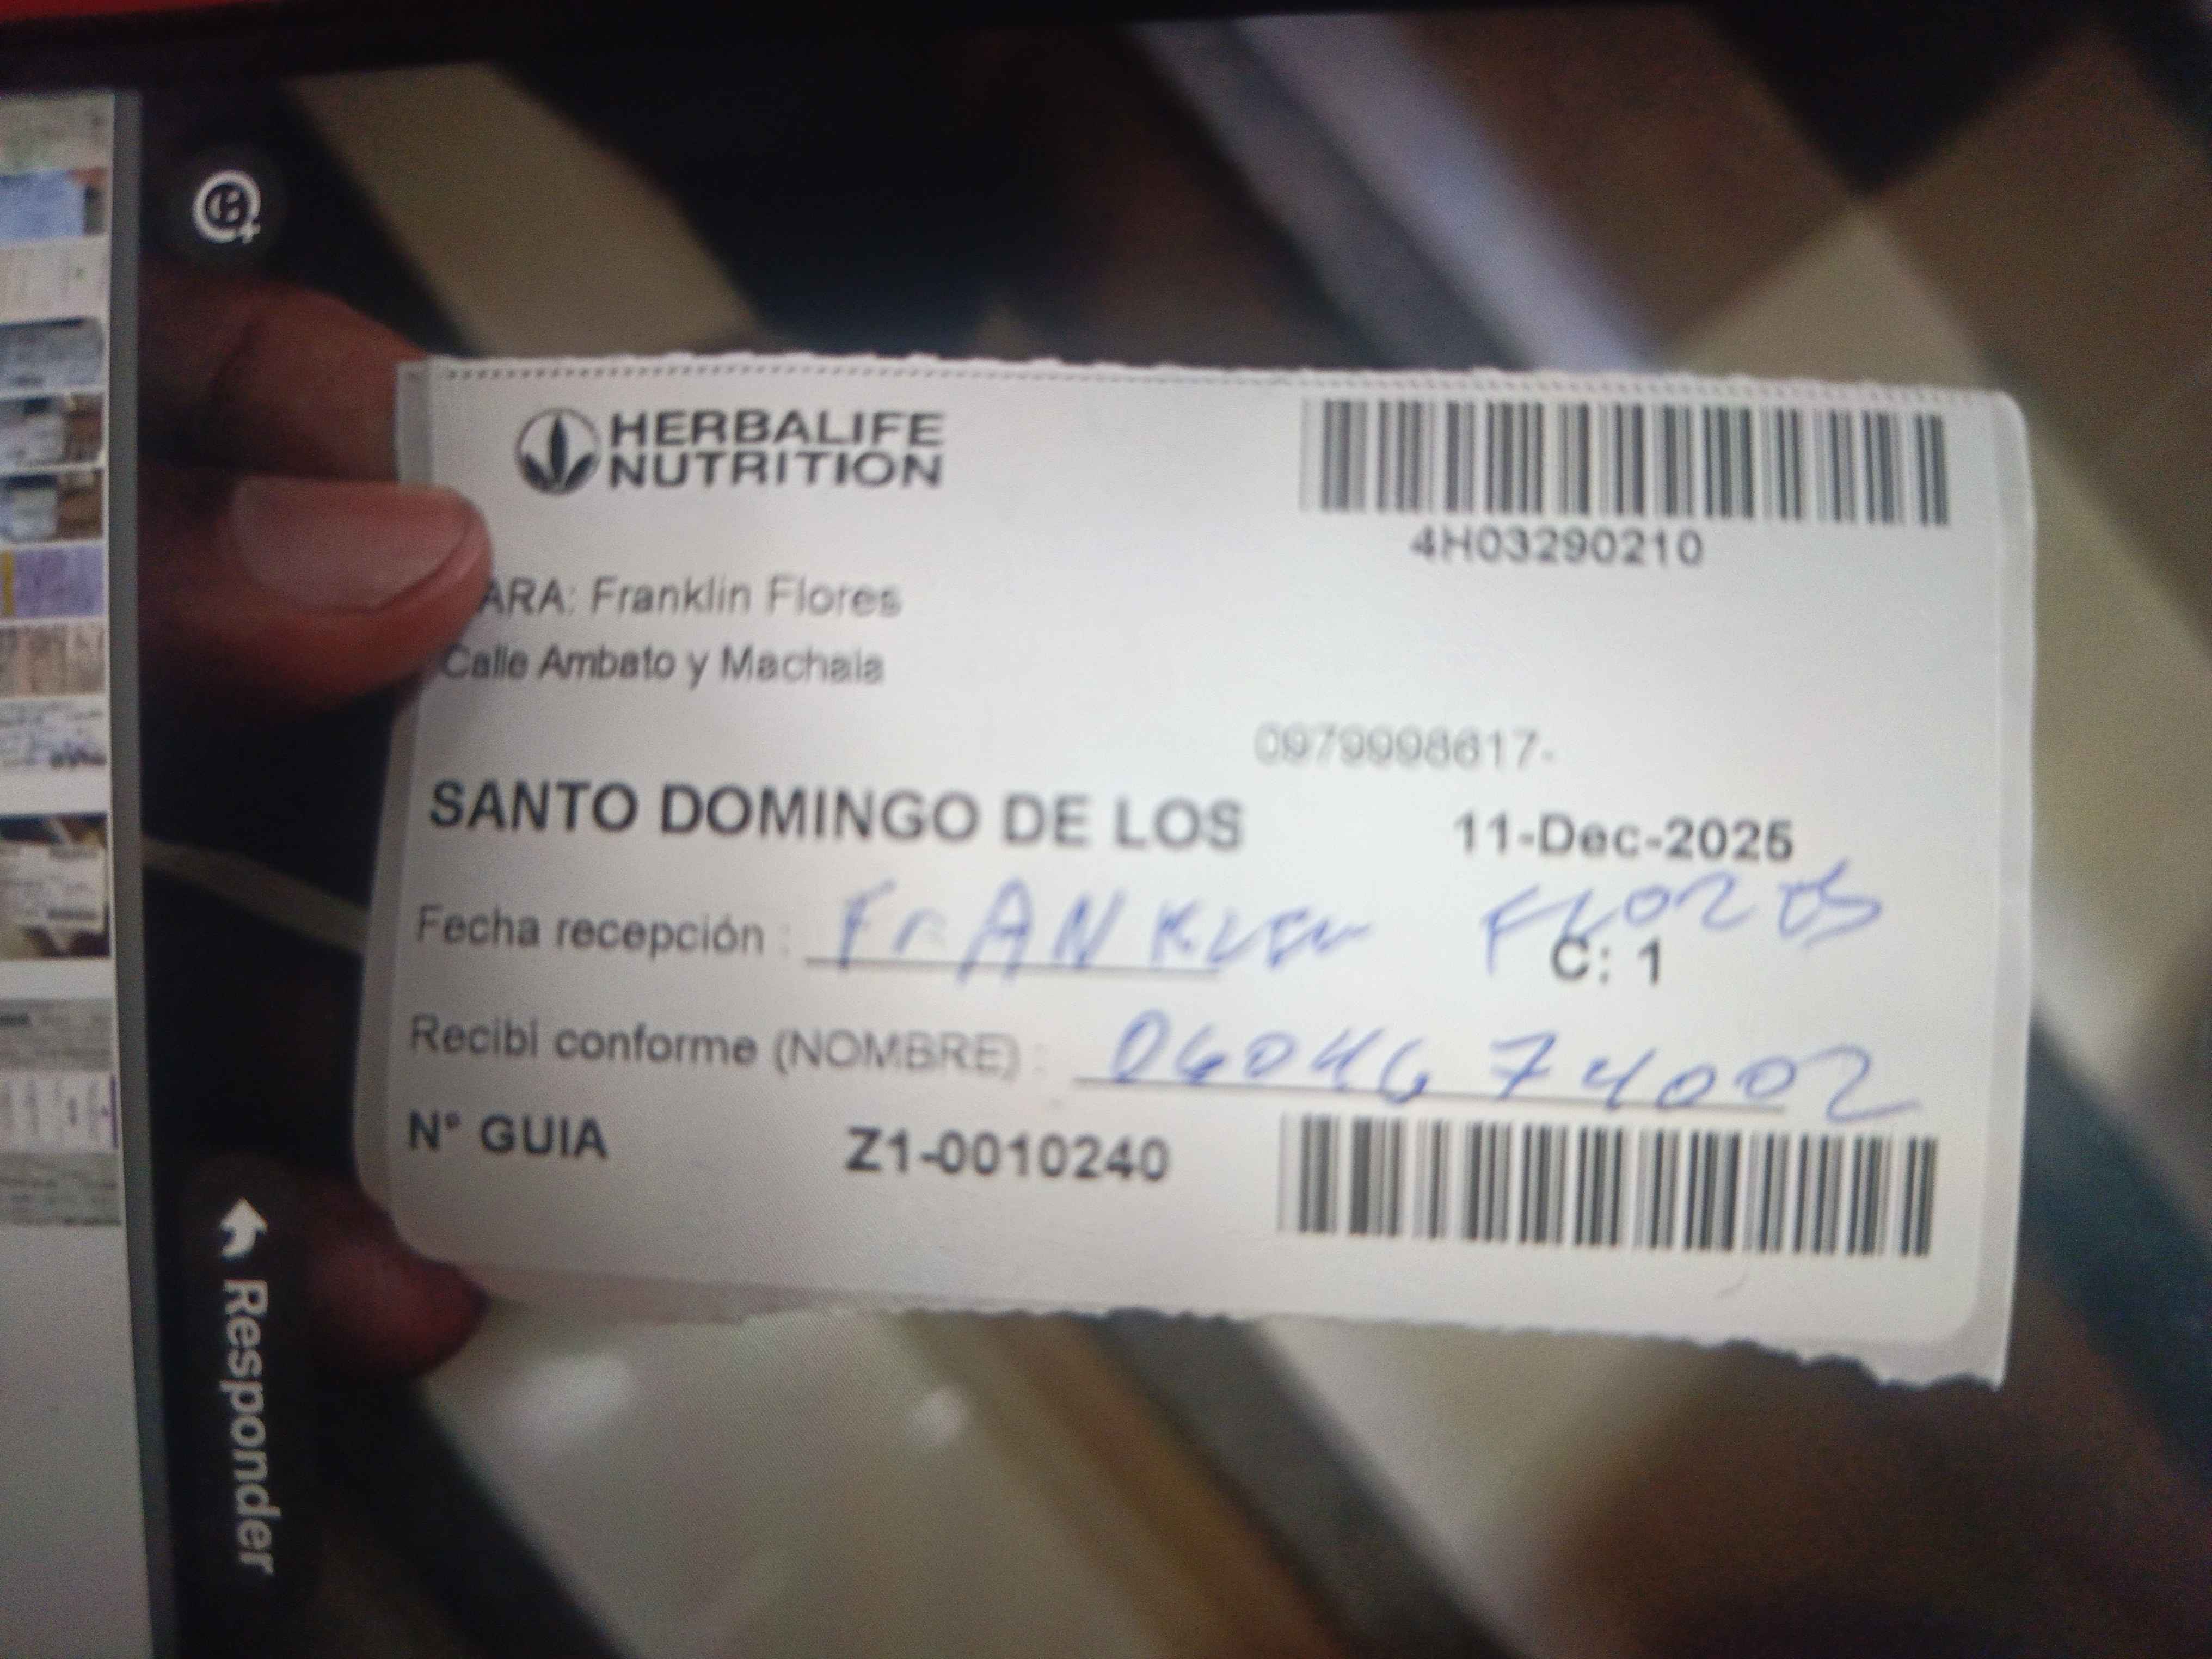 HERBALIFE
NUTRITION
4H03290210
ARA: Franklin Flores
Calle Ambato y Machala
0979998617-
SANTO DOMINGO DE LOS
11-Dec-2025
Fecha recepción : FrANKLIN FLORES
C: 1
Recibi conforme (NOMBRE) : 0604674002
N° GUIA Z1-0010240
Responder